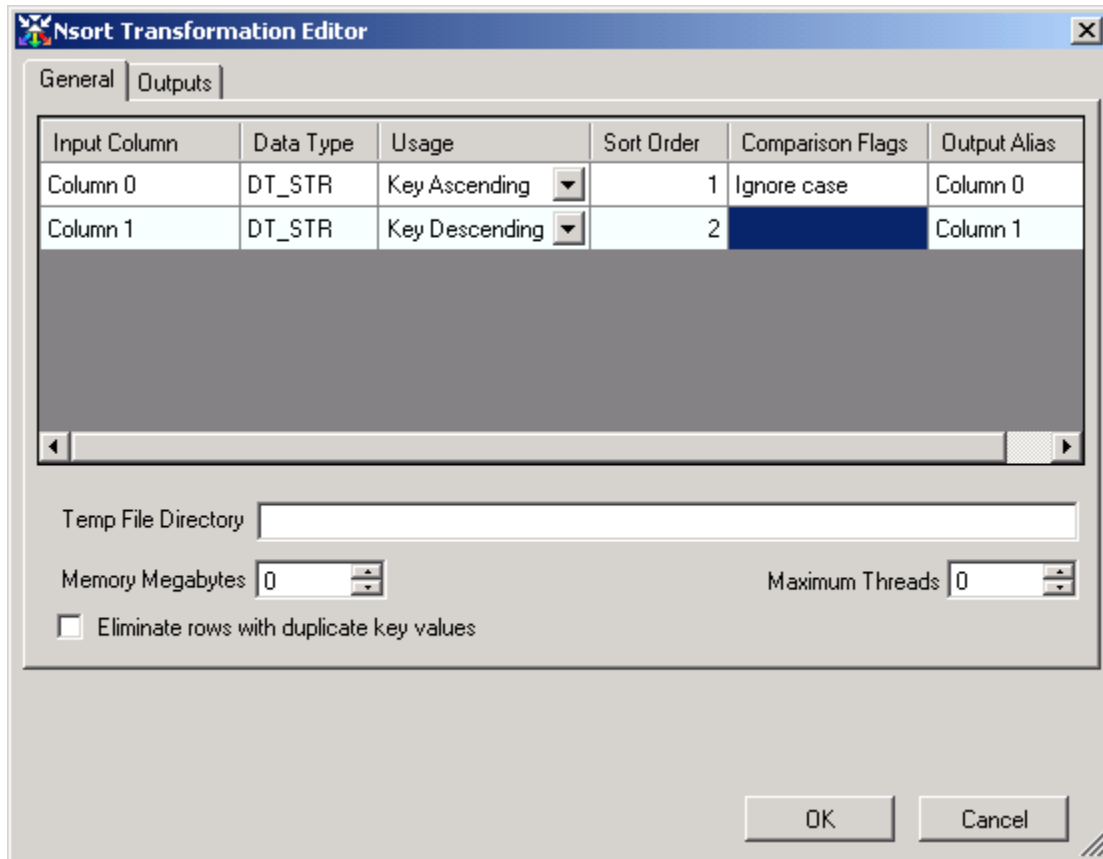 Nsort Transformation Editor
General Outputs
Input Column Data Type Usage Sort Order Comparison Flags Output Alias
Column 0 DT_STR Key Ascending 1 Ignore case Column 0
Column 1 DT_STR Key Descending 2 Column 1
Temp File Directory
Memory Megabytes 0 Maximum Threads 0
Eliminate rows with duplicate key values
OK Cancel